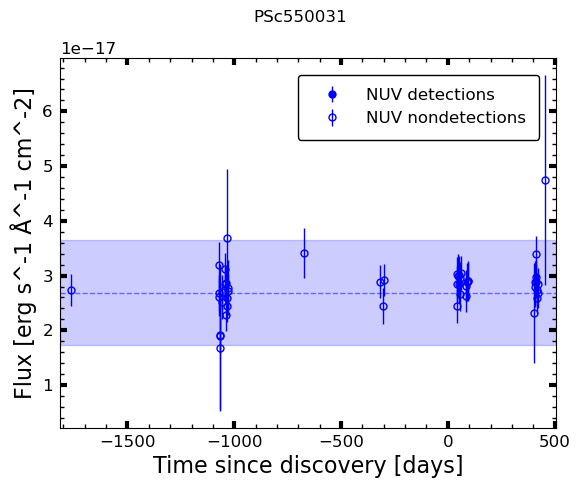 PSc550031
1e−17
NUV detections
NUV nondetections
6
5
4
3
2
1
Flux [erg s^-1 Å^-1 cm^-2]
−1500
−1000
−500
0
500
Time since discovery [days]